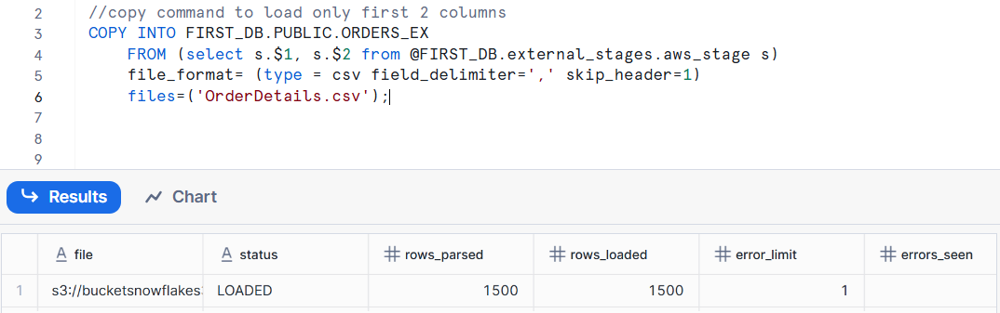 2 //copy command to load only first 2 columns
3 COPY INTO FIRST_DB.PUBLIC.ORDERS_EX
4 FROM (select s.$1, s.$2 from @FIRST_DB.external_stages.aws_stage s)
5 file_format= (type = csv field_delimiter=',' skip_header=1)
6 files=('OrderDetails.csv');
7
8
9
Results Chart
A file A status # rows_parsed # rows_loaded # error_limit # errors_seen
1 s3://bucketsnowflakes LOADED 1500 1500 1